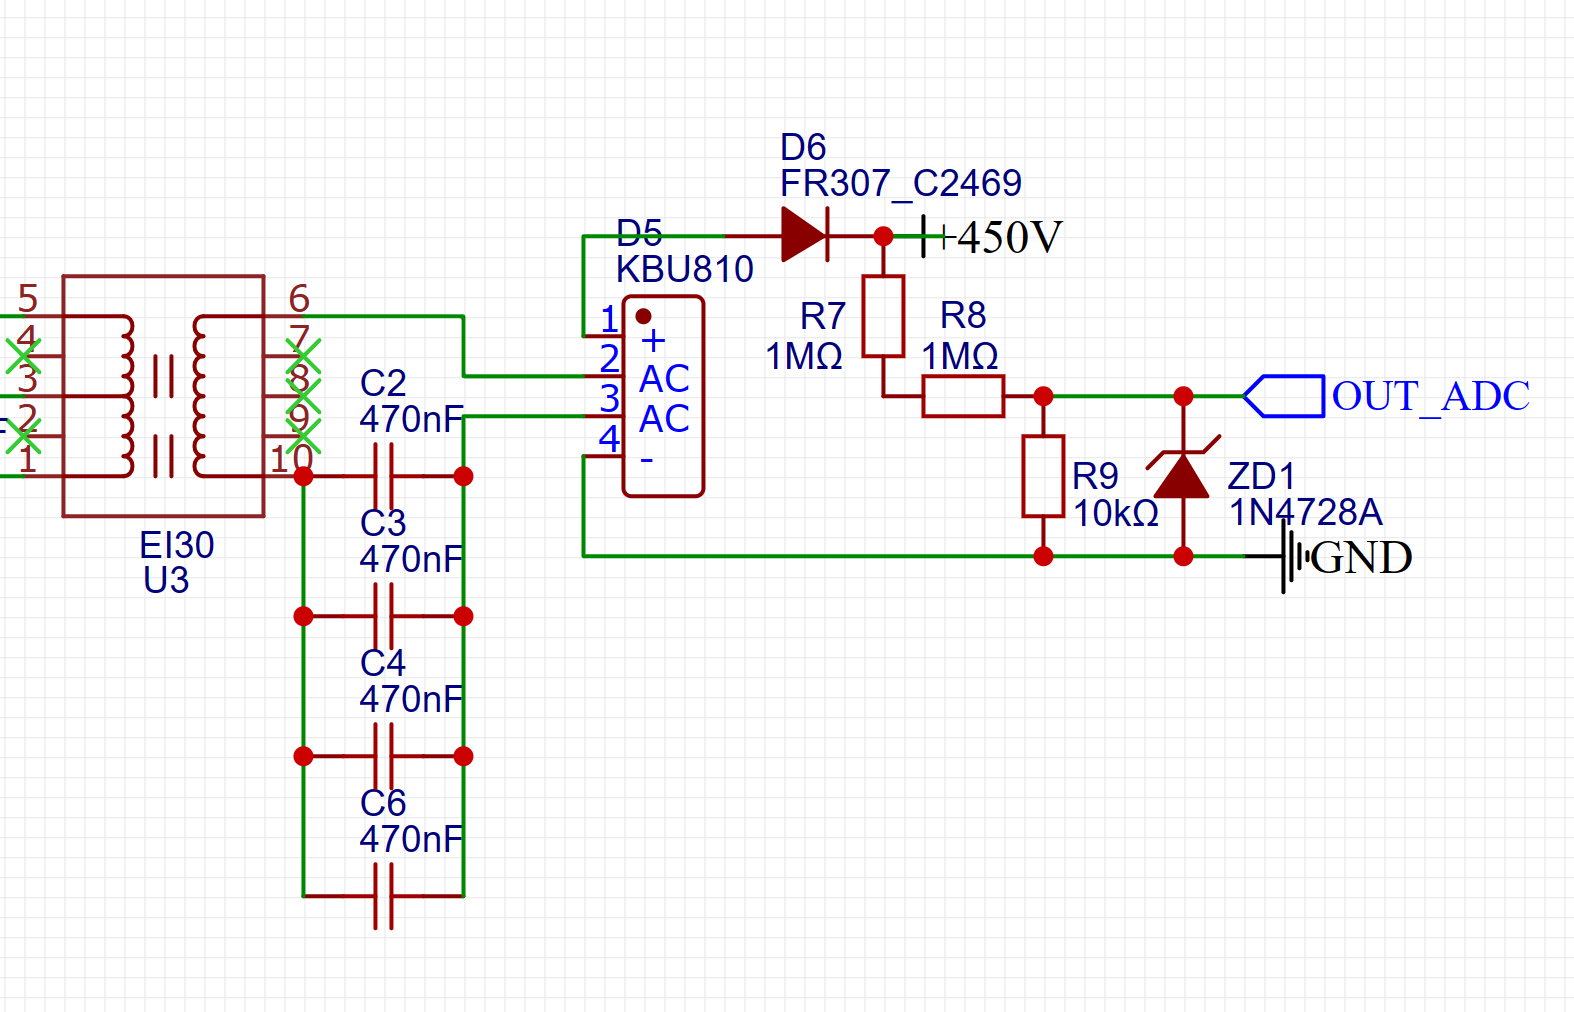 D6
FR307_C2469
D5
+450V
KBU810
5
6
4
7
3
8
2
9
1
10
EI30
U3
1
+
2
AC
3
AC
4
-
R7
1MΩ
R8
1MΩ
C2
470nF
OUT_ADC
R9
10kΩ
ZD1
1N4728A
GND
C3
470nF
C4
470nF
C6
470nF